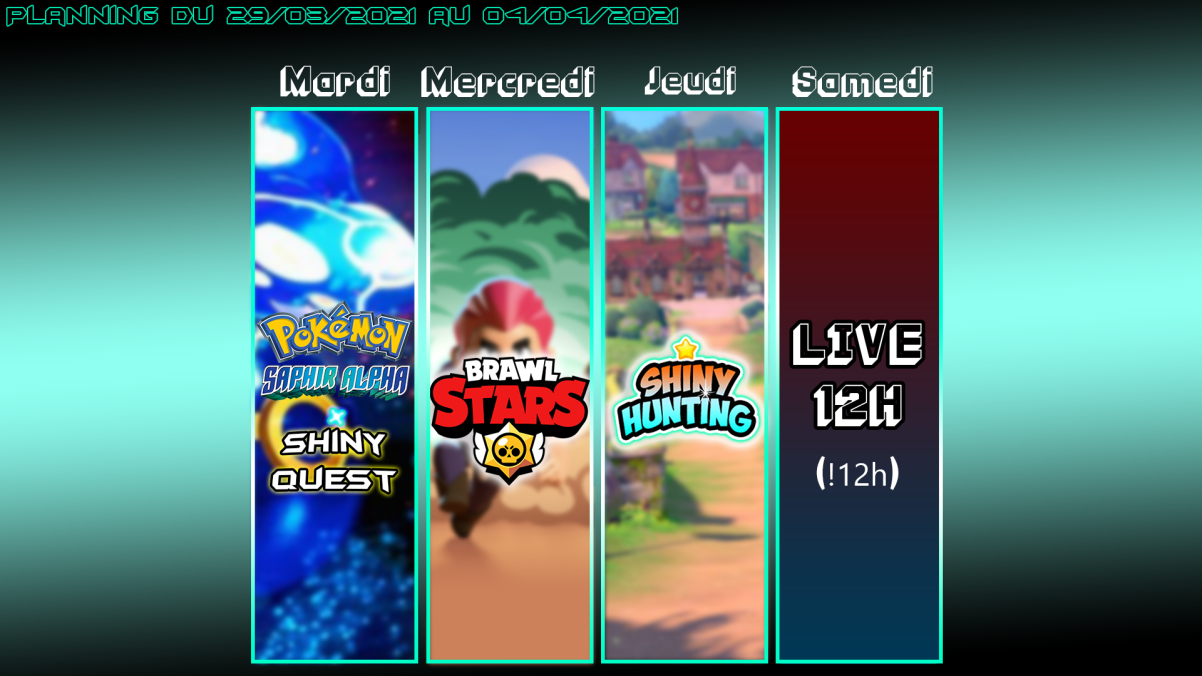 PLANNING DU 29/03/2021 AU 04/04/2021
Mardi
Mercredi
Jeudi
Samedi
POKÉMON
SAPHIR ALPHA
SHINY
QUEST
BRAWL
STARS
SHINY
HUNTING
LIVE
12H
(!12h)